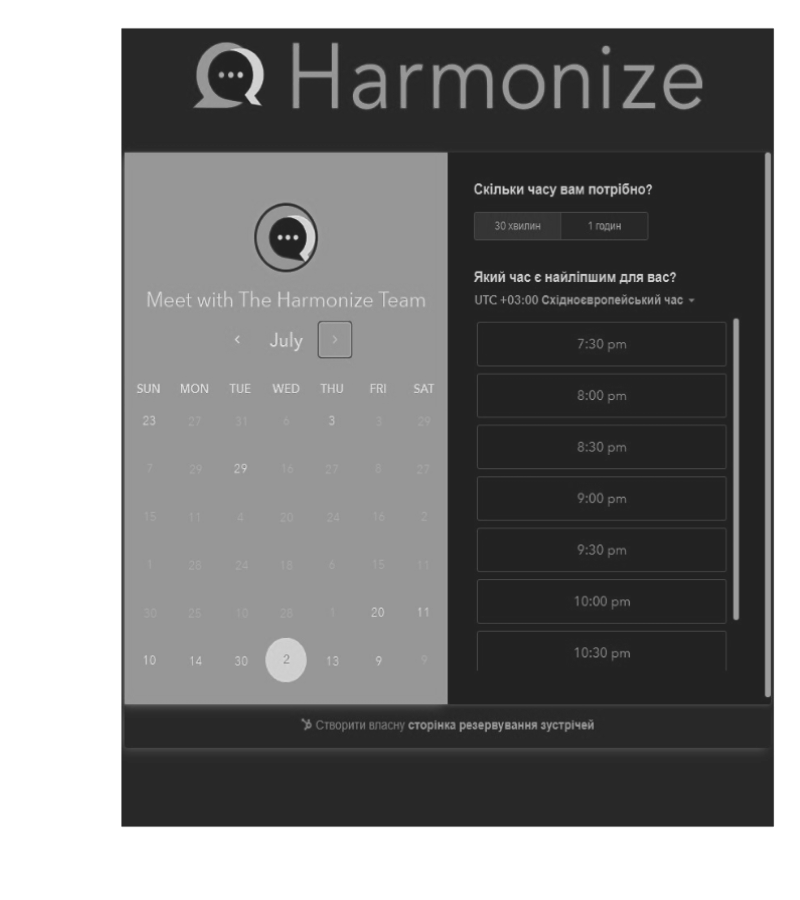 Harmonize
Meet with The Harmonize Team
July
SUN MON TUE WED THU FRI SAT
23 27 31 6 3 3 29
7 29 29 16 27 8 27
15 11 4 20 24 16 2
1 28 24 18 6 15 11
30 25 10 28 1 20 11
10 14 30 2 13 9 9
Скільки часу вам потрібно?
30 хвилин 1 годин
Який час є найліпшим для вас?
UTC +03:00 Східноєвропейський час
7:30 pm
8:00 pm
8:30 pm
9:00 pm
9:30 pm
10:00 pm
10:30 pm
Створити власну сторінка резервування зустрічей